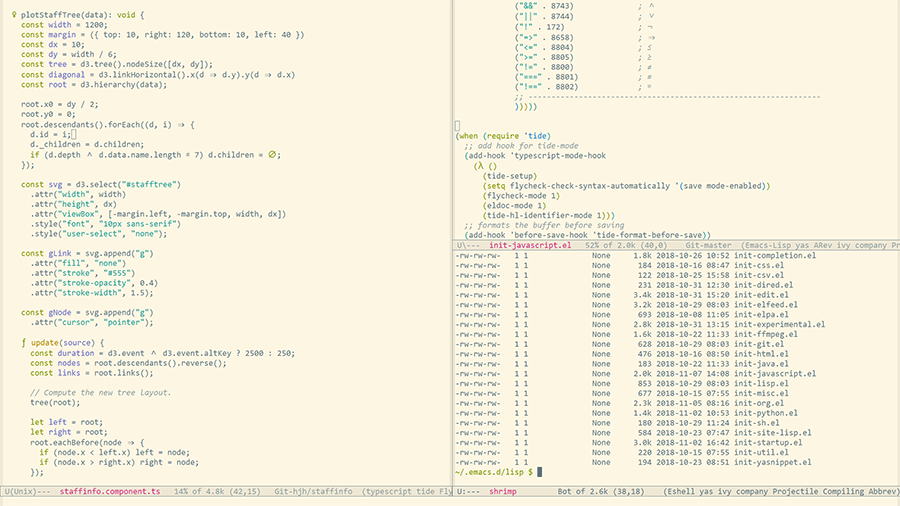 ♀ plotStaffTree(data): void {
const width = 1200;
const margin = ({ top: 10, right: 120, bottom: 10, left: 40 })
const dx = 10;
const dy = width / 6;
const tree = d3.tree().nodeSize([dx, dy]);
const diagonal = d3.linkHorizontal().x(d ⇒ d.y).y(d ⇒ d.x)
const root = d3.hierarchy(data);
root.x0 = dy / 2;
root.y0 = 0;
root.descendants().forEach((d, i) ⇒ {
d.id = i;
d._children = d.children;
if (d.depth ∧ d.data.name.length ≠ 7) d.children = ∅;
});
const svg = d3.select("#stafftree")
.attr("width", width)
.attr("height", dx)
.attr("viewBox", [-margin.left, -margin.top, width, dx])
.style("font", "10px sans-serif")
.style("user-select", "none");
const gLink = svg.append("g")
.attr("fill", "none")
.attr("stroke", "#555")
.attr("stroke-opacity", 0.4)
.attr("stroke-width", 1.5);
const gNode = svg.append("g")
.attr("cursor", "pointer");
ƒ update(source) {
const duration = d3.event ∧ d3.event.altKey ? 2500 : 250;
const nodes = root.descendants().reverse();
const links = root.links();
// Compute the new tree layout.
tree(root);
let left = root;
let right = root;
root.eachBefore(node ⇒ {
if (node.x < left.x) left = node;
if (node.x > right.x) right = node;
});
U(Unix)--- staffinfo.component.ts 14% of 4.8k (42,15) Git-hjh/staffinfo (typescript tide Fly
("&&" . 8743) ; ∧
("||" . 8744) ; ∨
("!" . 172) ; ¬
("=>" . 8658) ; ⇒
("<=" . 8804) ; ≤
(">=" . 8805) ; ≥
("!=" . 8800) ; ≠
("===" . 8801) ; ≡
("!==" . 8802) ; ≢
;; ----------------------------------------------------------------
)))))
(when (require 'tide)
;; add hook for tide-mode
(add-hook 'typescript-mode-hook
(λ ()
(tide-setup)
(setq flycheck-check-syntax-automatically '(save mode-enabled))
(flycheck-mode 1)
(eldoc-mode 1)
(tide-hl-identifier-mode 1)))
;; formats the buffer before saving
(add-hook 'before-save-hook 'tide-format-before-save))
U\--- init-javascript.el 52% of 2.0k (40,0) Git-master (Emacs-Lisp yas ARev ivy company Pr
-rw-rw-rw- 1 1 None 1.8k 2018-10-26 10:52 init-completion.el
-rw-rw-rw- 1 1 None 184 2018-10-16 08:47 init-css.el
-rw-rw-rw- 1 1 None 122 2018-10-25 15:58 init-csv.el
-rw-rw-rw- 1 1 None 231 2018-10-31 12:30 init-dired.el
-rw-rw-rw- 1 1 None 3.4k 2018-10-31 15:20 init-edit.el
-rw-rw-rw- 1 1 None 3.2k 2018-10-29 08:03 init-elfeed.el
-rw-rw-rw- 1 1 None 693 2018-10-08 11:05 init-elpa.el
-rw-rw-rw- 1 1 None 2.8k 2018-10-31 13:15 init-experimental.el
-rw-rw-rw- 1 1 None 1.6k 2018-10-22 11:33 init-ffmpeg.el
-rw-rw-rw- 1 1 None 628 2018-10-29 08:03 init-git.el
-rw-rw-rw- 1 1 None 476 2018-10-16 08:50 init-html.el
-rw-rw-rw- 1 1 None 183 2018-10-22 11:33 init-java.el
-rw-rw-rw- 1 1 None 2.0k 2018-11-07 14:08 init-javascript.el
-rw-rw-rw- 1 1 None 853 2018-10-29 08:03 init-lisp.el
-rw-rw-rw- 1 1 None 677 2018-10-15 07:55 init-misc.el
-rw-rw-rw- 1 1 None 2.3k 2018-11-05 08:16 init-org.el
-rw-rw-rw- 1 1 None 1.4k 2018-11-02 10:53 init-python.el
-rw-rw-rw- 1 1 None 180 2018-10-29 11:24 init-sh.el
-rw-rw-rw- 1 1 None 584 2018-10-23 07:47 init-site-lisp.el
-rw-rw-rw- 1 1 None 3.0k 2018-11-02 16:42 init-startup.el
-rw-rw-rw- 1 1 None 220 2018-10-15 07:55 init-util.el
-rw-rw-rw- 1 1 None 194 2018-10-23 08:51 init-yasnippet.el
~/.emacs.d/lisp $
U:--- shrimp Bot of 2.6k (38,18) (Eshell yas ivy company Projectile Compiling Abbrev)